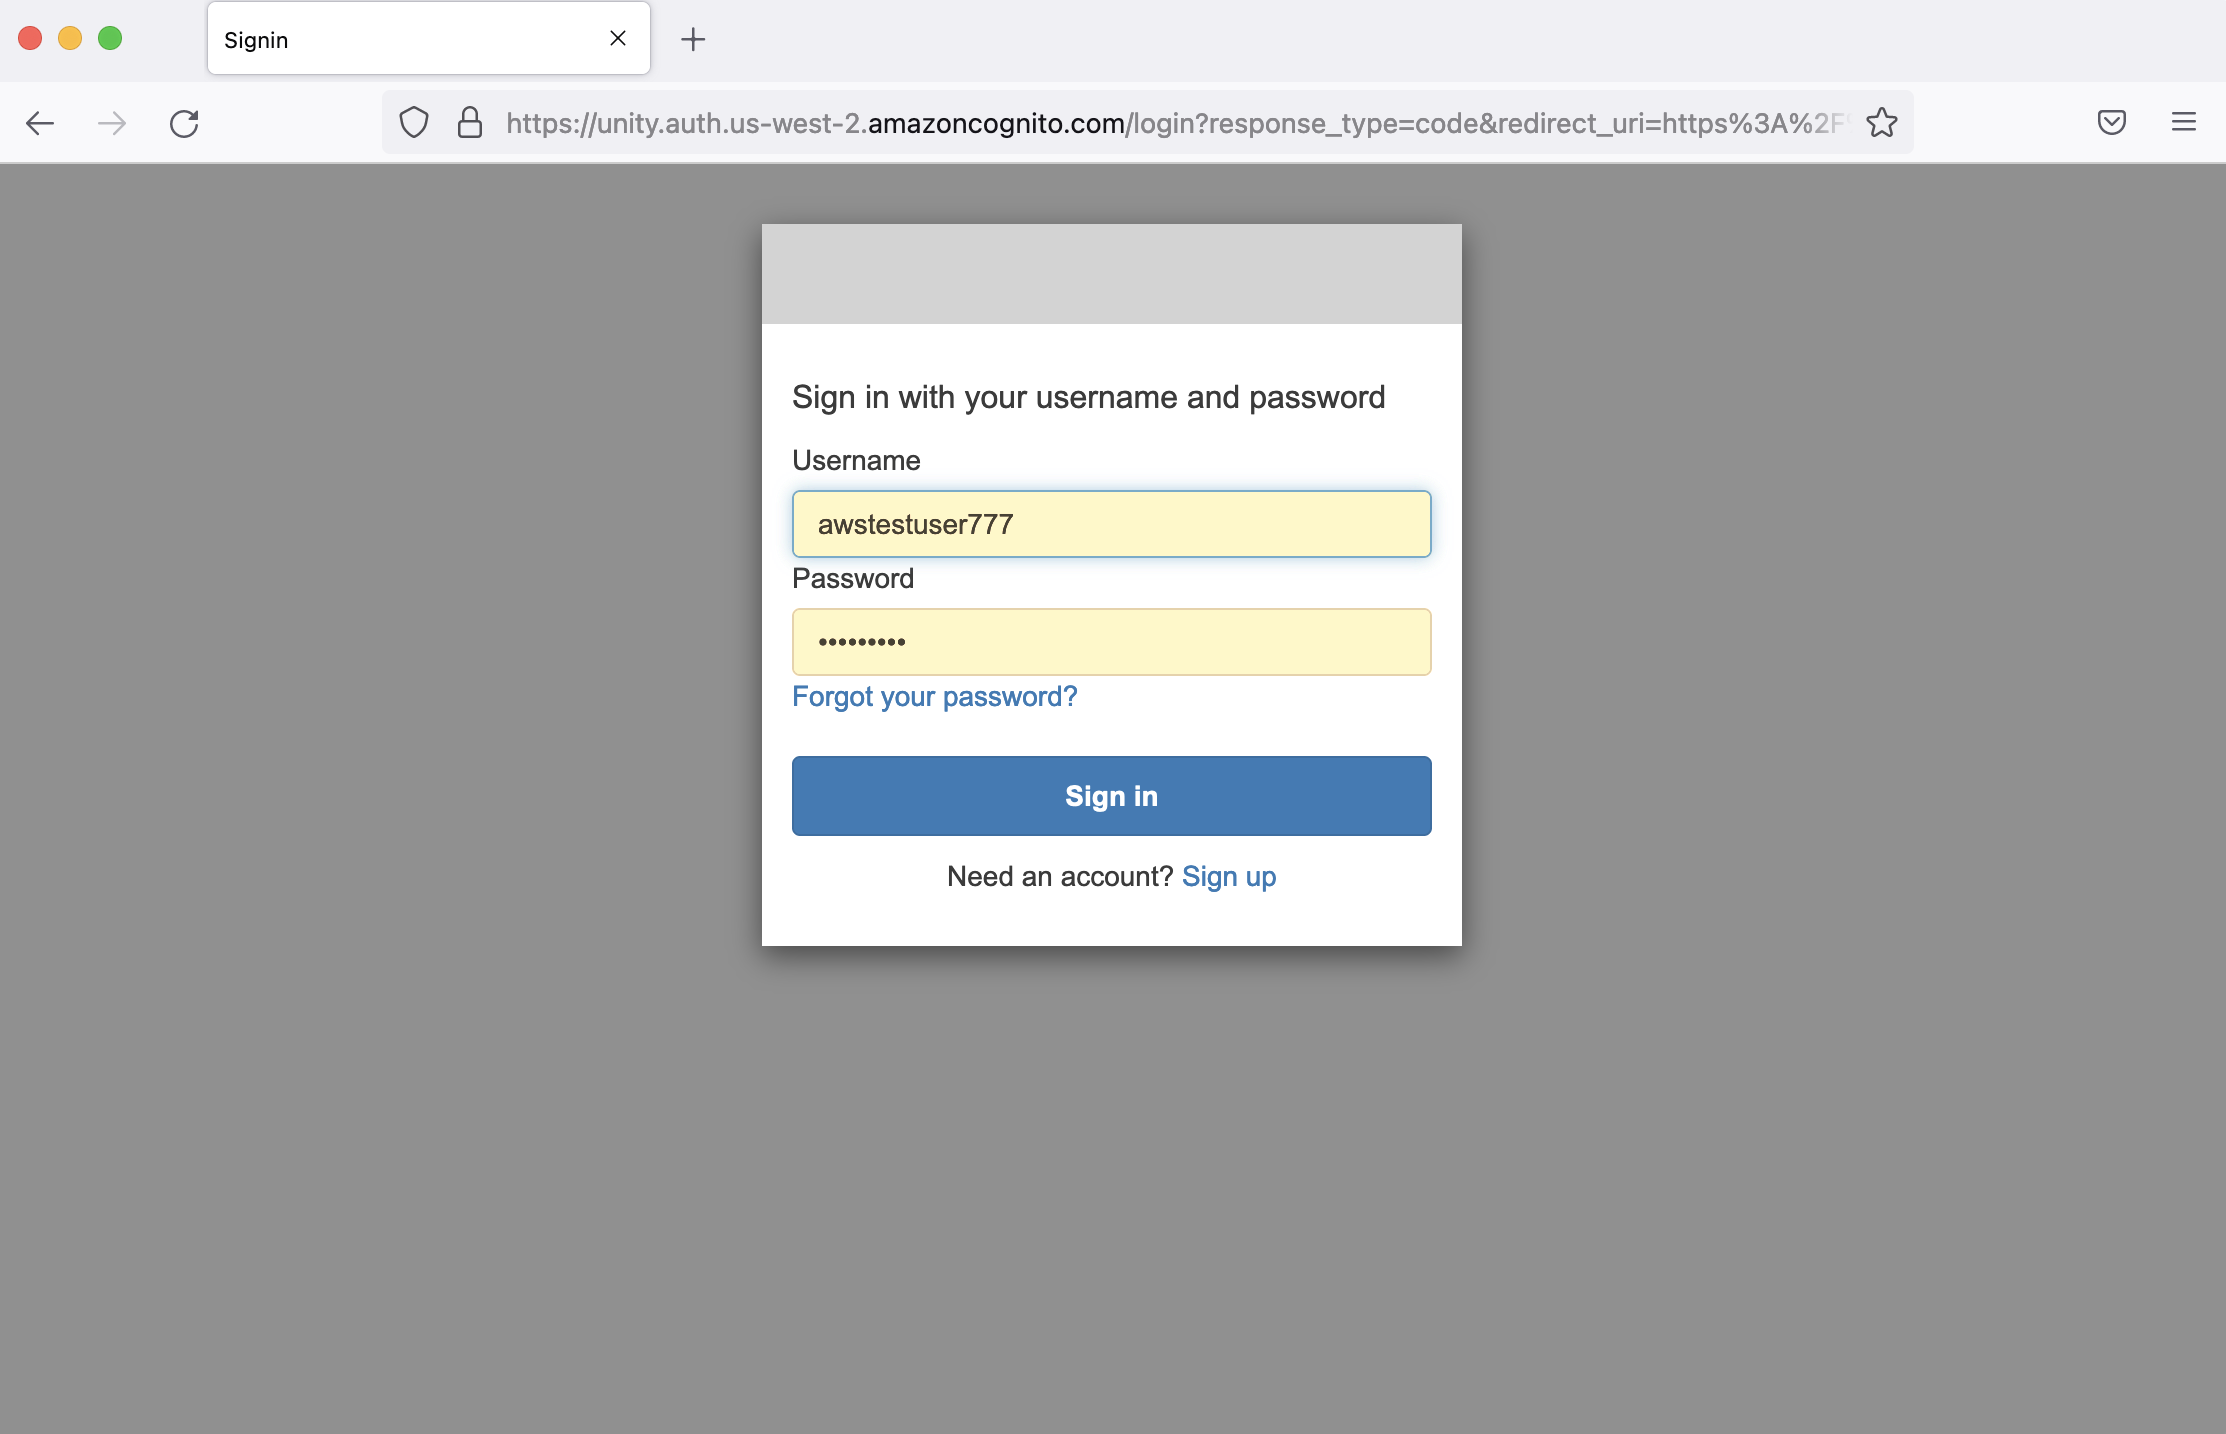 Signin
https://unity.auth.us-west-2.amazoncognito.com/login?response_type=code&redirect_uri=https%3A%2F
Sign in with your username and password
Username
awstestuser777
Password
•••••••••
Forgot your password?
Sign in
Need an account? Sign up